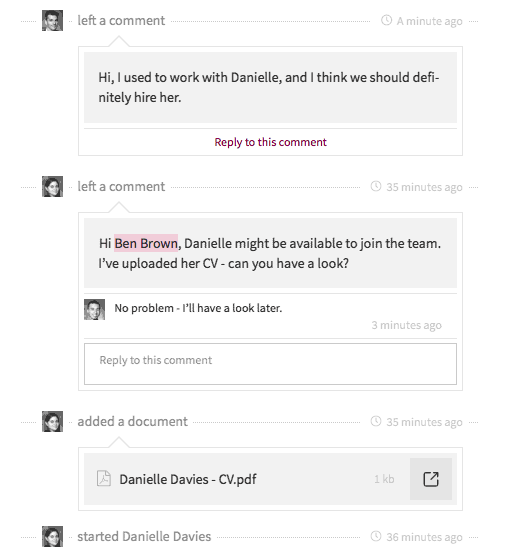 left a comment
A minute ago
Hi, I used to work with Danielle, and I think we should defi-
nitely hire her.
Reply to this comment
left a comment
35 minutes ago
Hi Ben Brown, Danielle might be available to join the team.
I've uploaded her CV - can you have a look?
No problem - I'll have a look later.
3 minutes ago
Reply to this comment
added a document
35 minutes ago
Danielle Davies - CV.pdf
1 kb
started Danielle Davies
36 minutes ago